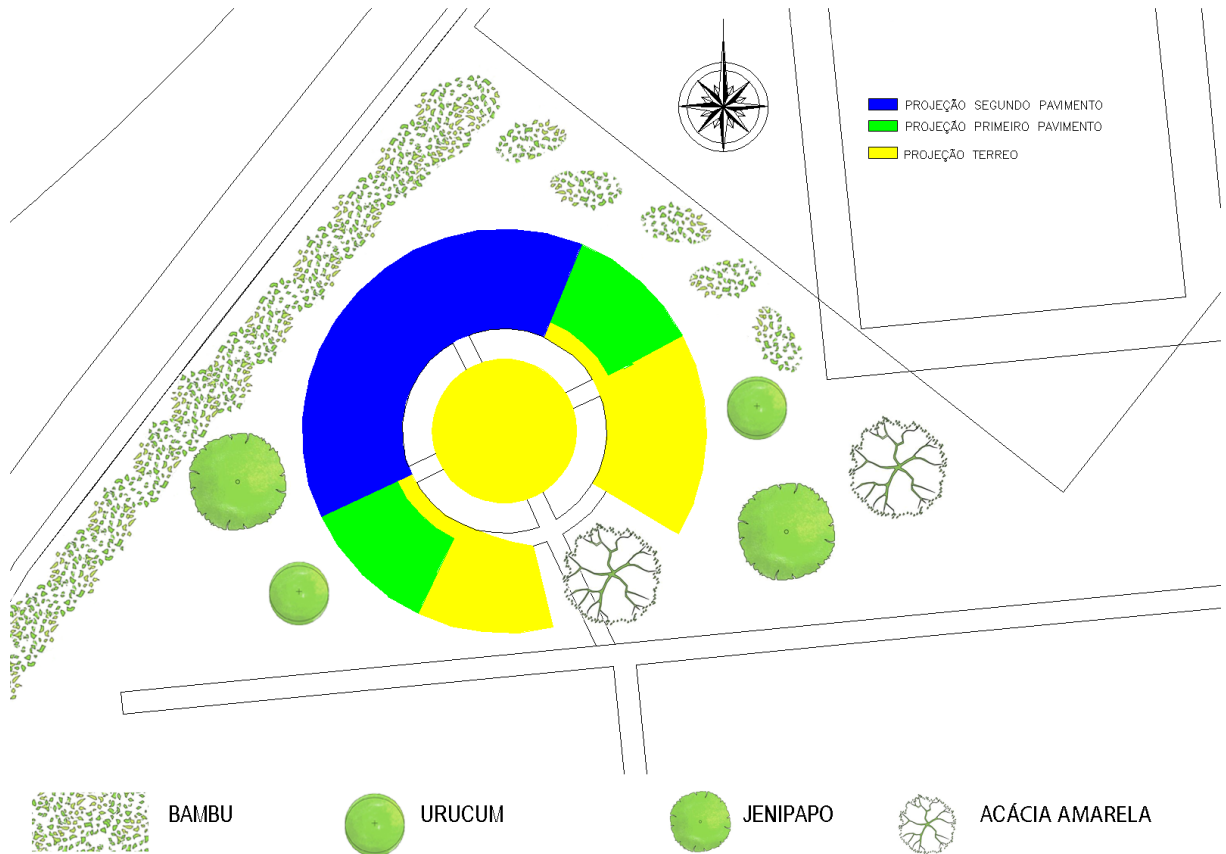 PROJEÇÃO SEGUNDO PAVIMENTO
PROJEÇÃO PRIMEIRO PAVIMENTO
PROJEÇÃO TERREO
BAMBU
URUCUM
JENIPAPO
ACÁCIA AMARELA